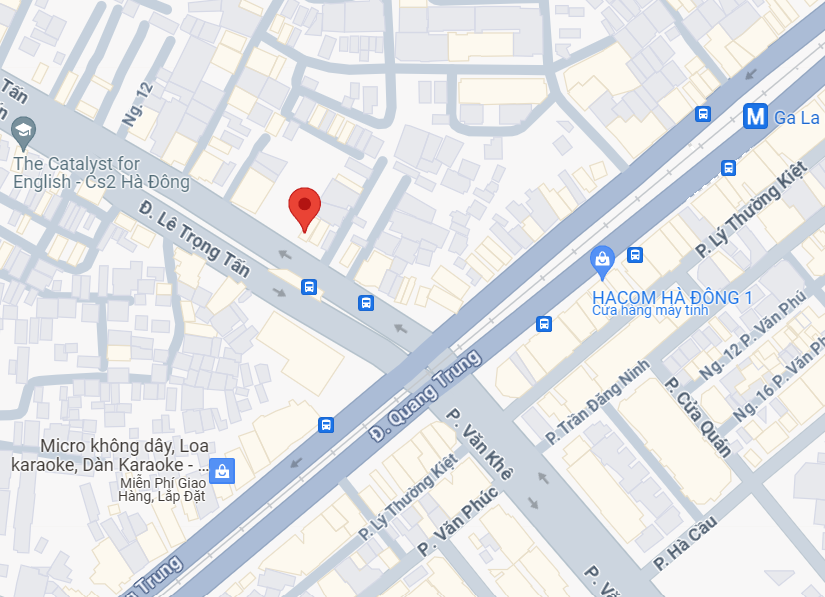 Tấn
Ng. 12
The Catalyst for
English - Cs2 Hà Đông
Đ. Lê Trọng Tấn
M Ga La
P. Lý Thường Kiệt
HACOM HÀ ĐÔNG 1
Cửa hàng máy tính
Ng. 12 P. Văn Phú
Ng. 16 P. Văn Ph
P. Cửa Quán
P. Trần Đăng Ninh
Đ. Quang Trung
P. Văn Khê
Micro không dây, Loa
karaoke, Dàn Karaoke - ...
Miễn Phí Giao
Hàng, Lắp Đặt
P. Lý Thường Kiệt
P. Văn Phúc
P. Hà Cầu
Trung
P. Vă